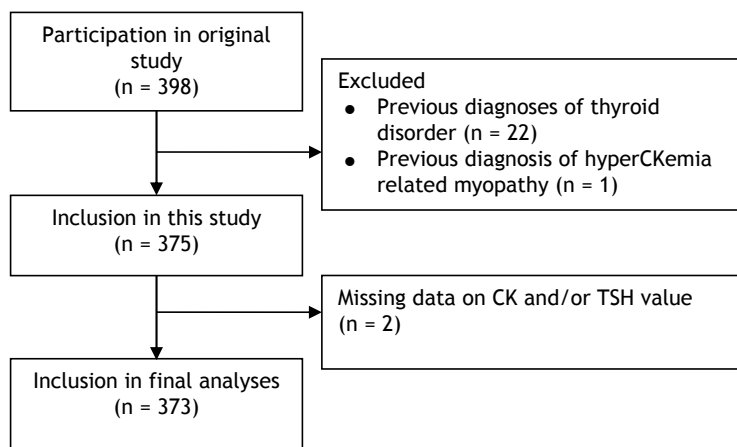 Participation in original
study
(n = 398)
Excluded
● Previous diagnoses of thyroid
disorder (n = 22)
● Previous diagnosis of hyperCKemia
related myopathy (n = 1)
Inclusion in this study
(n = 375)
Missing data on CK and/or TSH value
(n = 2)
Inclusion in final analyses
(n = 373)